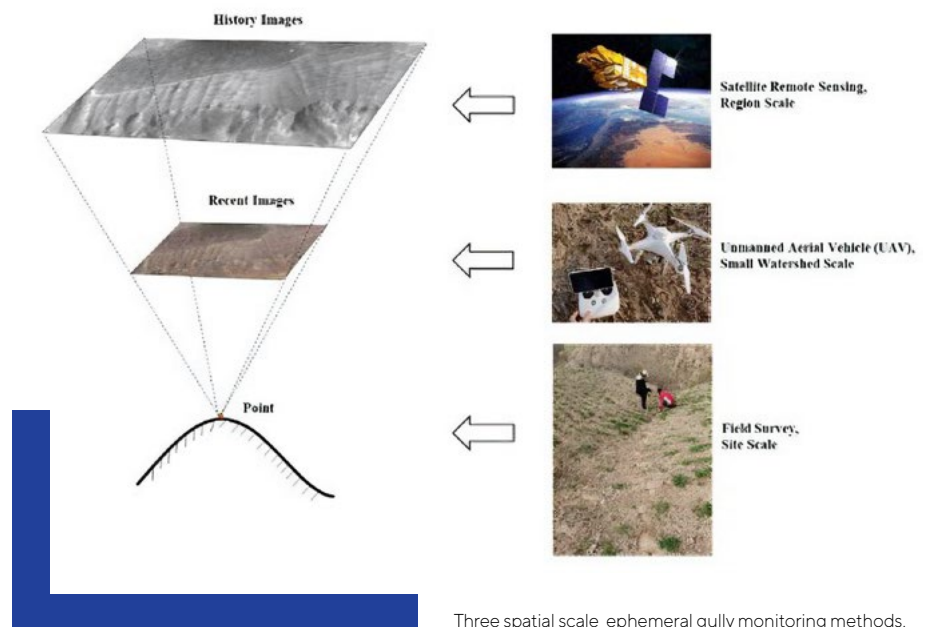 History Images
Satellite Remote Sensing,
Region Scale
Recent Images
Unmanned Aerial Vehicle (UAV),
Small Watershed Scale
Point
Field Survey,
Site Scale
Three spatial scale ephemeral gully monitoring methods.